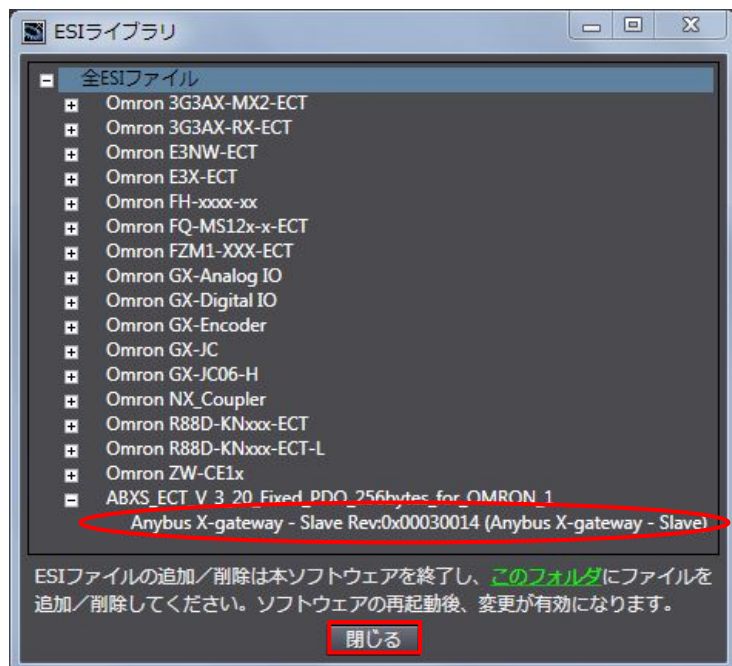 ESIライブラリ
全ESIファイル
Omron 3G3AX-MX2-ECT
Omron 3G3AX-RX-ECT
Omron E3NW-ECT
Omron E3X-ECT
Omron FH-xxxx-xx
Omron FQ-MS12x-x-ECT
Omron FZM1-XXX-ECT
Omron GX-Analog IO
Omron GX-Digital IO
Omron GX-Encoder
Omron GX-JC
Omron GX-JC06-H
Omron NX_Coupler
Omron R88D-KNxxx-ECT
Omron R88D-KNxxx-ECT-L
Omron ZW-CE1x
ABXS_ECT_V_3_20_Fixed_PDO_256bytes_for_OMRON_1
Anybus X-gateway - Slave Rev:0x00030014 (Anybus X-gateway - Slave)
ESIファイルの追加／削除は本ソフトウェアを終了し、このフォルダにファイルを
追加／削除してください。ソフトウェアの再起動後、変更が有効になります。
閉じる